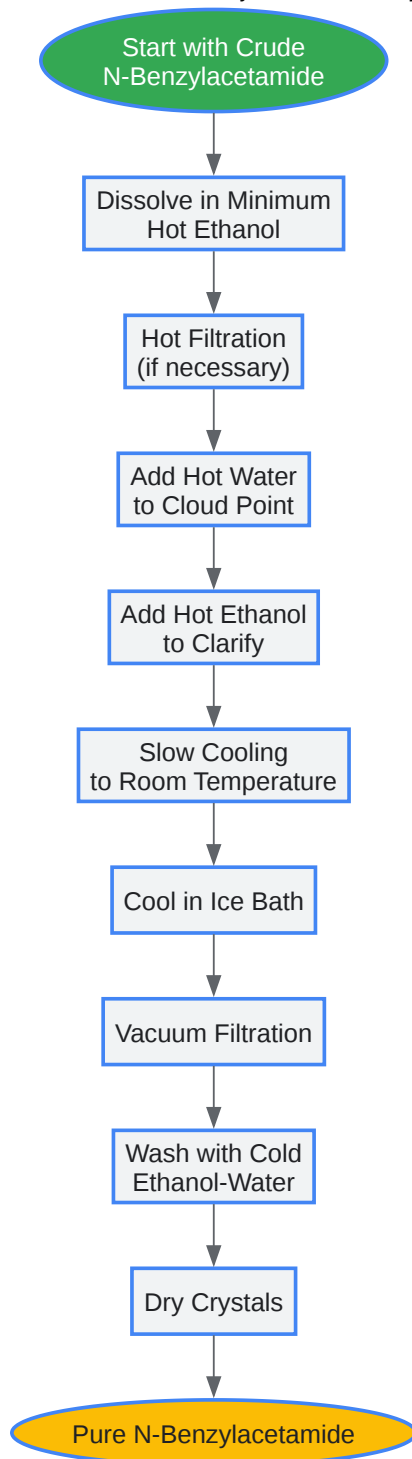 Start with Crude
N-Benzylacetamide
Dissolve in Minimum
Hot Ethanol
Hot Filtration
(if necessary)
Add Hot Water
to Cloud Point
Add Hot Ethanol
to Clarify
Slow Cooling
to Room Temperature
Cool in Ice Bath
Vacuum Filtration
Wash with Cold
Ethanol-Water
Dry Crystals
Pure N-Benzylacetamide